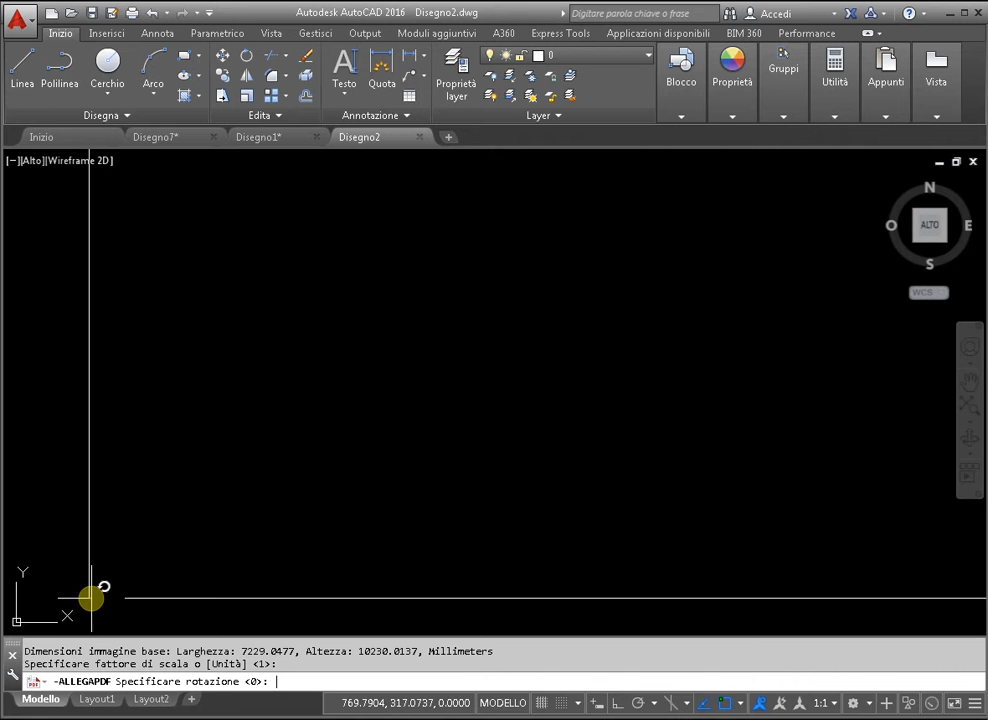 Autodesk AutoCAD 2016 Disegno2.dwg
Digitare parola chiave o frase
Accedi
Inizio Inserisci Annota Parametrico Vista Gestisci Output Moduli aggiuntivi A360 Express Tools Applicazioni disponibili BIM 360 Performance
0
Linea Polilinea Cerchio Arco Testo Quota Proprietà layer Blocco Proprietà Gruppi Utilità Appunti Vista
Disegna Edita Annotazione Layer
Inizio Disegno7* Disegno1* Disegno2
[−][Alto][Wireframe 2D]
N
O ALTO E
S
WCS
Y
X
Dimensioni immagine base: Larghezza: 7229.0477, Altezza: 10230.0137, Millimeters
Specificare fattore di scala o [Unità] <1>:
-ALLEGAPDF Specificare rotazione <0>:
Modello Layout1 Layout2 769.7904, 317.0737, 0.0000 MODELLO 1:1